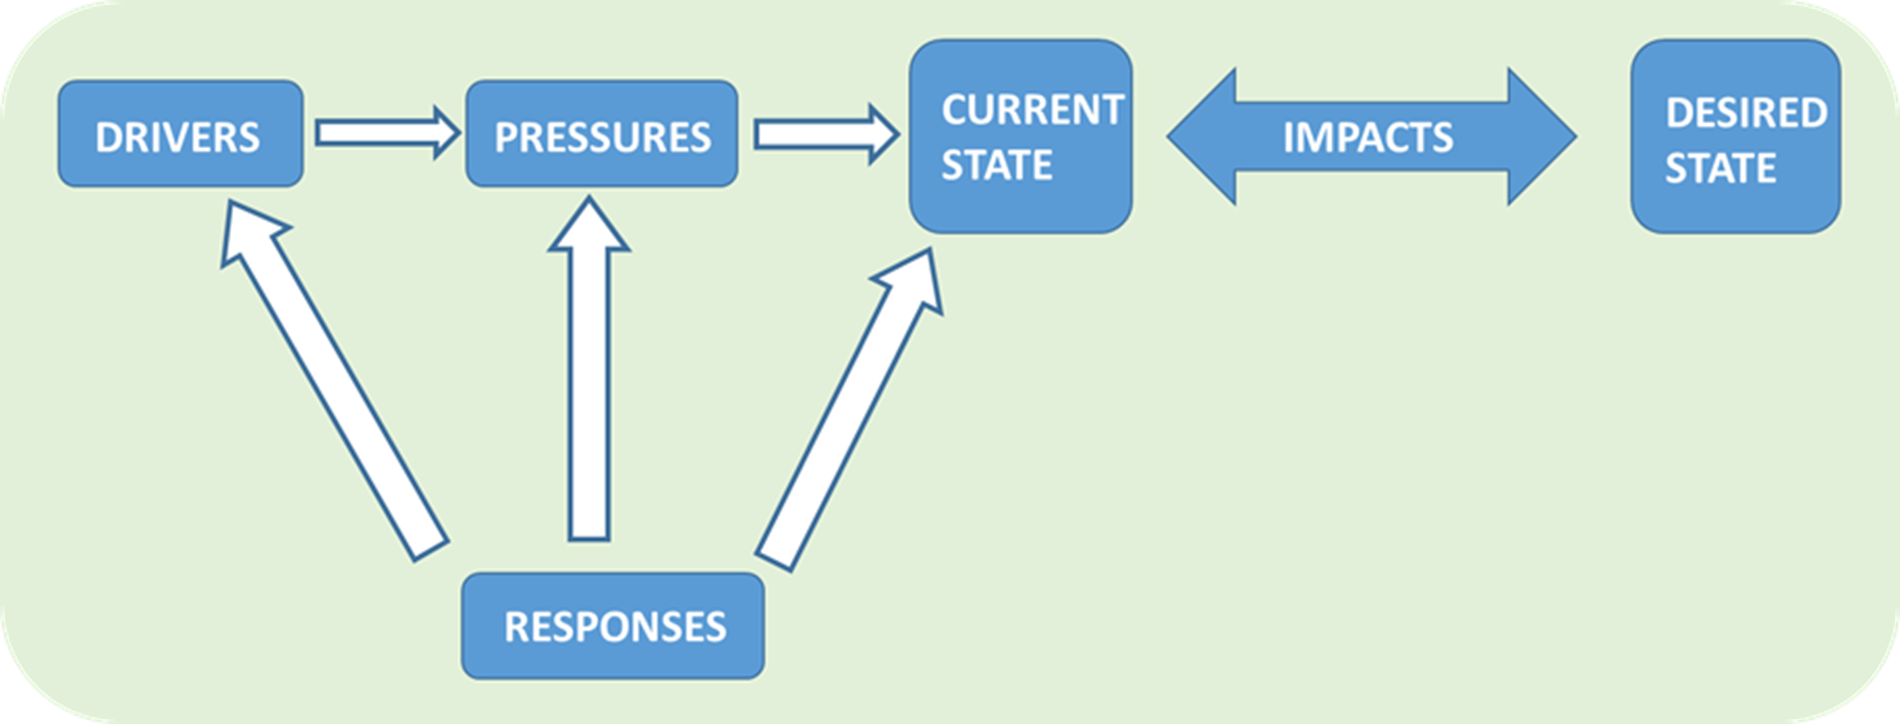 DRIVERS
PRESSURES
CURRENT
STATE
IMPACTS
DESIRED
STATE
RESPONSES